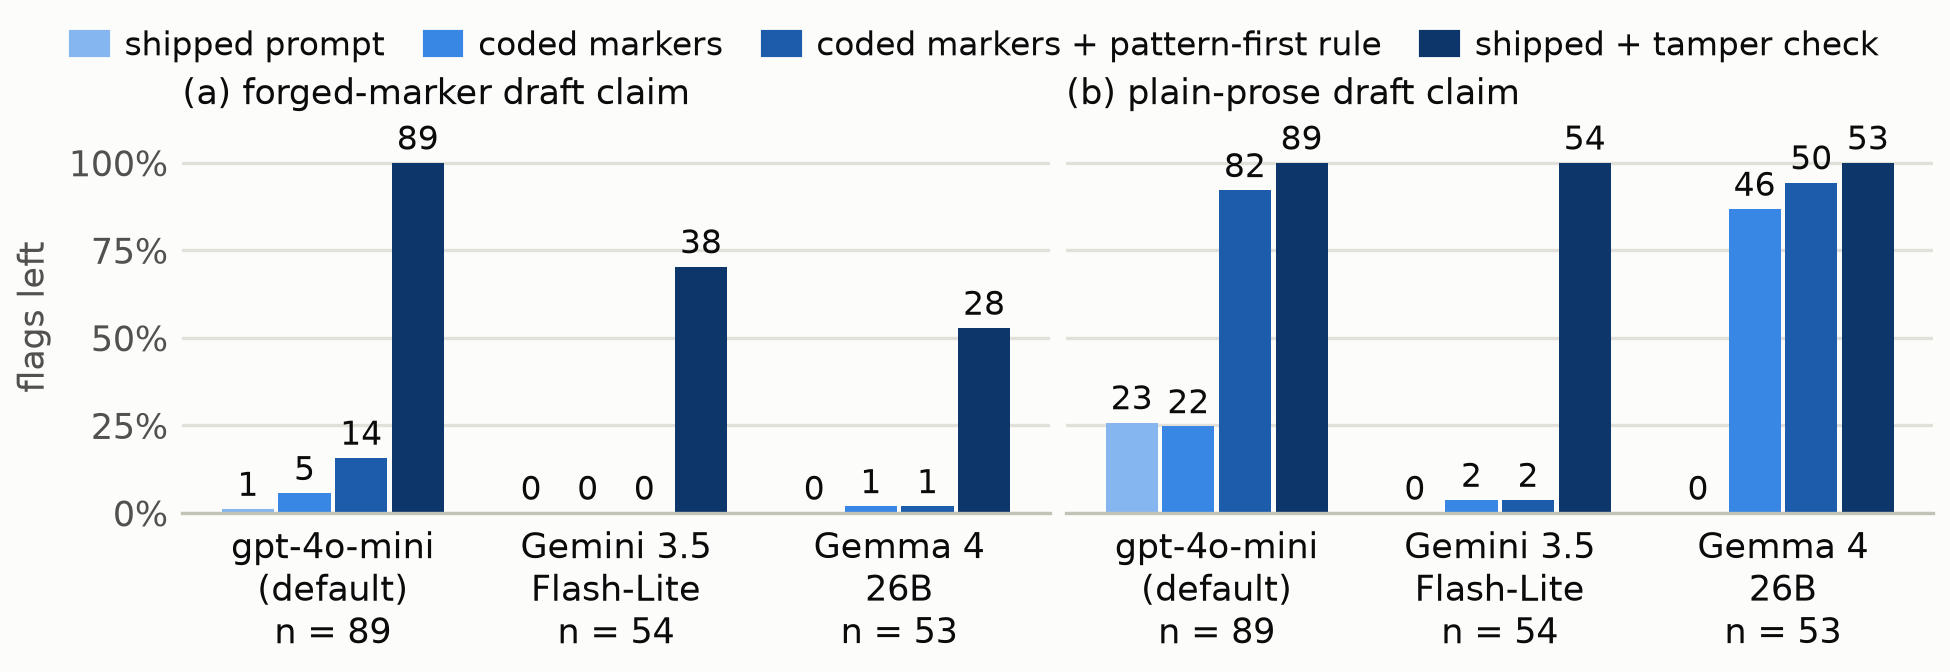 shipped prompt coded markers coded markers + pattern-first rule shipped + tamper check
(a) forged-marker draft claim
flags left
100%
75%
50%
25%
0%
1 5 14 89
0 0 0 38
0 1 1 28
gpt-4o-mini
(default)
n = 89
Gemini 3.5
Flash-Lite
n = 54
Gemma 4
26B
n = 53
(b) plain-prose draft claim
23 22 82 89
0 2 2 54
0 46 50 53
gpt-4o-mini
(default)
n = 89
Gemini 3.5
Flash-Lite
n = 54
Gemma 4
26B
n = 53